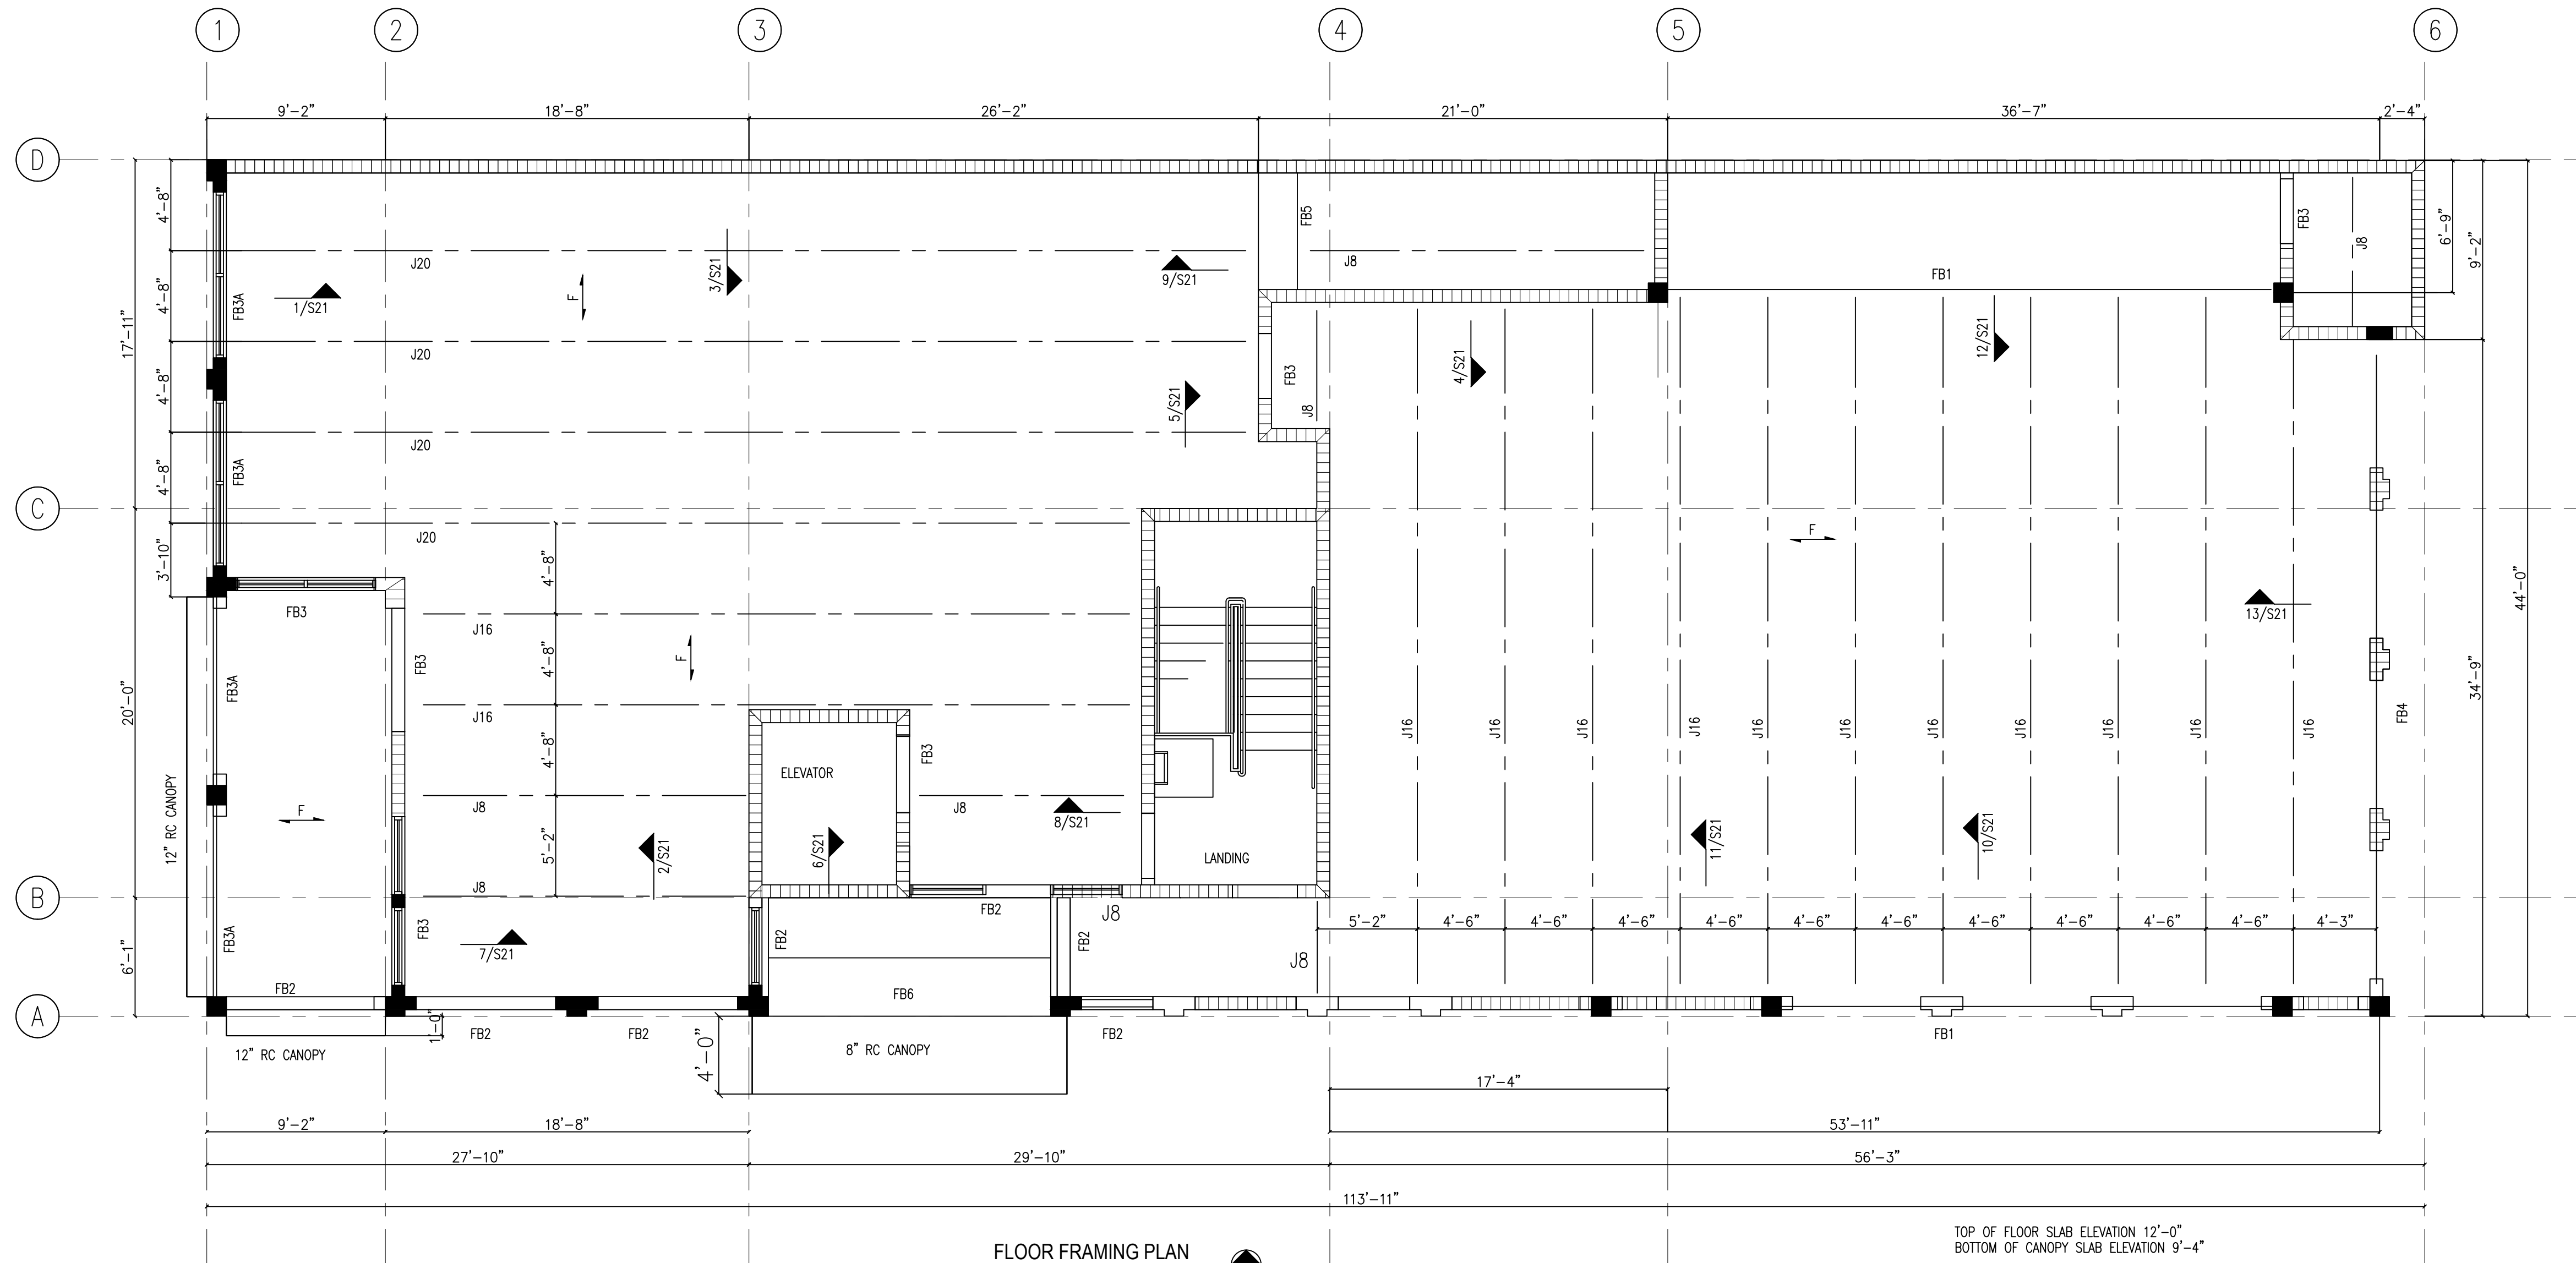 1 2 3 4 5 6
9'-2" 18'-8" 26'-2" 21'-0" 36'-7" 2'-4"
D
4'-8"
FB5
FB3
J8
6'-9"
9'-2"
J20
J8
3/S21
9/S21
FB1
1/S21
FB3A
4'-8"
F
17'-11"
12/S21
J20
4/S21
FB3
4'-8"
5/S21
J8
J20
FB3A
4'-8"
C
J20
F
3'-10"
4'-8"
44'-0"
FB3
J16
13/S21
4'-8"
F
FB3
FB3A
20'-0"
34'-9"
J16
FB4
J16 J16 J16 J16 J16 J16 J16 J16 J16 J16 J16
4'-8"
FB3
ELEVATOR
12" RC CANOPY
J8
J8
F
8/S21
5'-2"
2/S21
6/S21
11/S21
10/S21
LANDING
J8
B
FB2
J8
5'-2" 4'-6" 4'-6" 4'-6" 4'-6" 4'-6" 4'-6" 4'-6" 4'-6" 4'-6" 4'-6" 4'-3"
FB3A
FB3
FB2
FB2
7/S21
6'-1"
J8
FB2
FB6
A
1'-0"
FB2
FB2
FB2
FB1
12" RC CANOPY
4'-0"
8" RC CANOPY
17'-4"
9'-2" 18'-8" 53'-11"
27'-10" 29'-10" 56'-3"
113'-11"
TOP OF FLOOR SLAB ELEVATION 12'-0"
BOTTOM OF CANOPY SLAB ELEVATION 9'-4"
FLOOR FRAMING PLAN